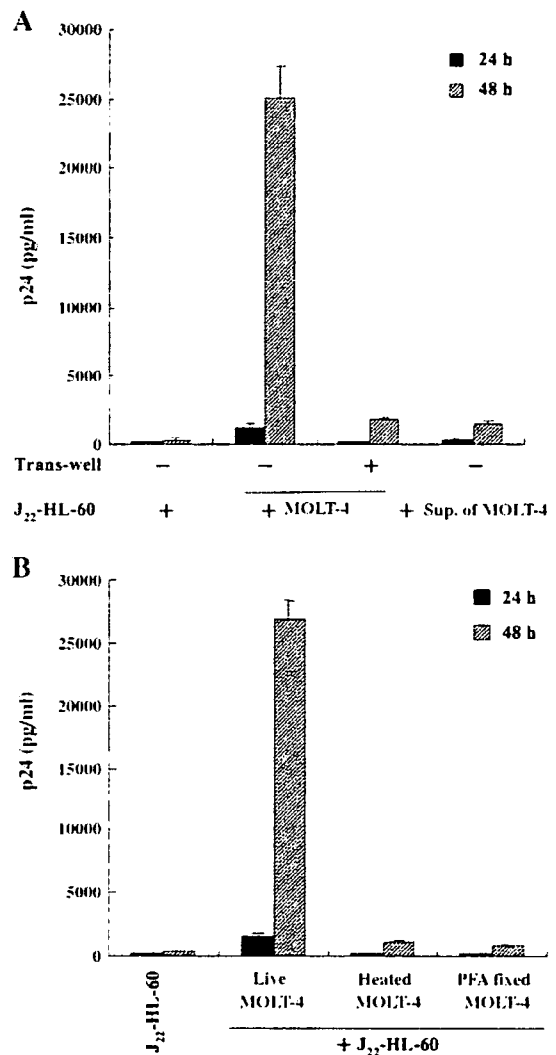 A
30000
25000
20000
15000
10000
5000
0
p24 (pg/ml)
24 h
48 h
Trans-well − − + −
J22-HL-60 + + MOLT-4 + Sup. of MOLT-4
B
30000
25000
20000
15000
10000
5000
0
p24 (pg/ml)
24 h
48 h
J22-HL-60
Live MOLT-4
Heated MOLT-4
PFA fixed MOLT-4
+ J22-HL-60